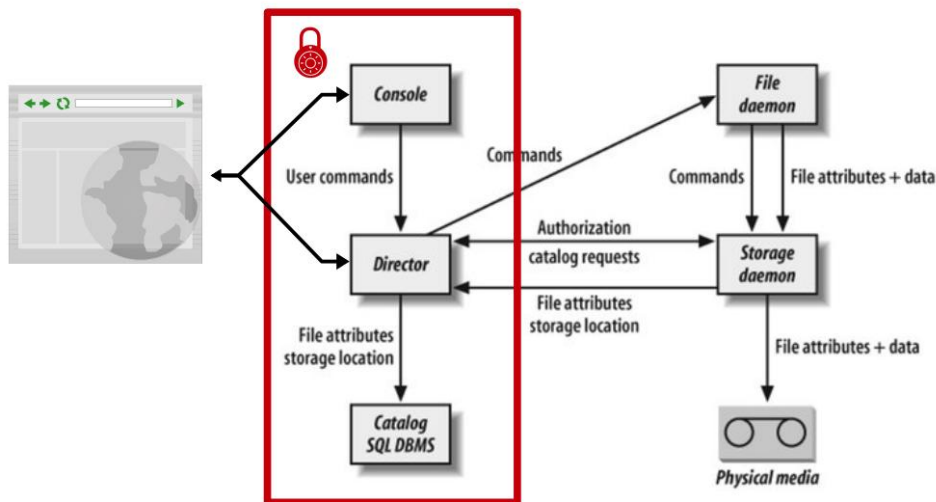 Console
File
daemon
Commands
User commands
Commands
File attributes + data
Director
Authorization
catalog requests
Storage
daemon
File attributes
storage location
File attributes
storage location
File attributes + data
Catalog
SQL DBMS
Physical media